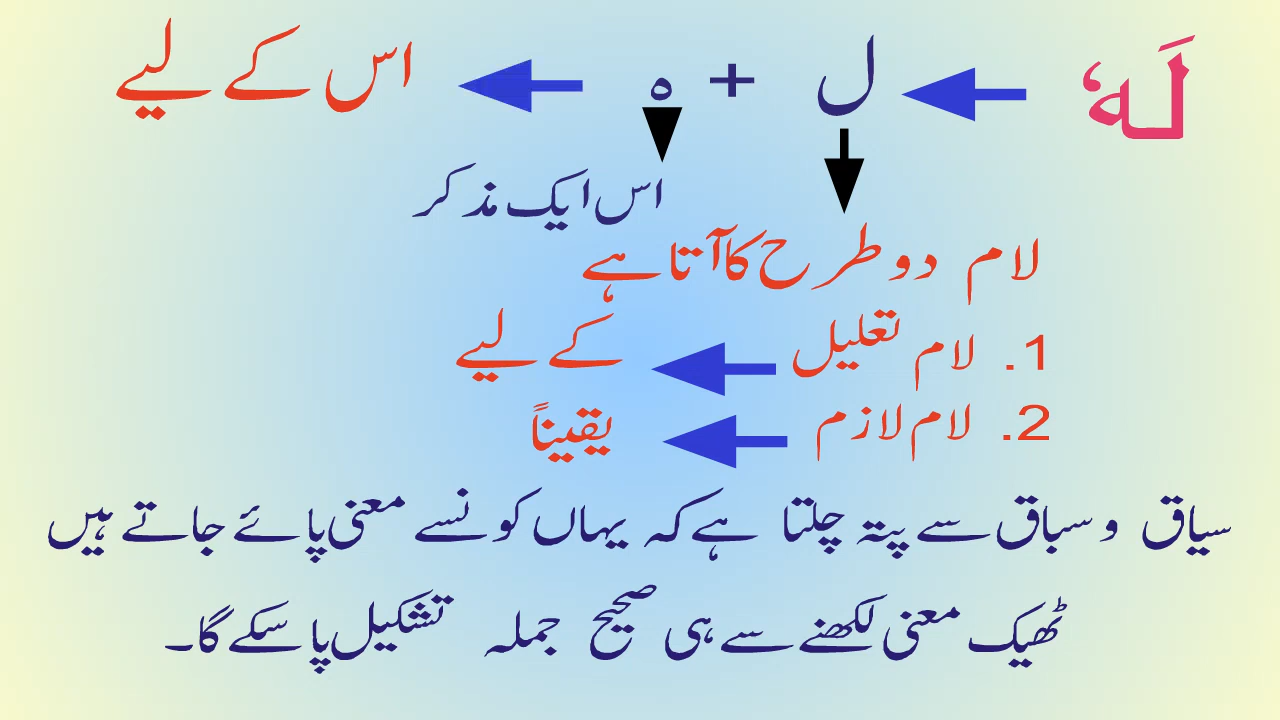 لَهٗ ل + ہ اس کے لیے
اس ایک مذکر
لام دو طرح کا آتا ہے
1. لام تعلیل کے لیے
2. لام لازم یقیناً
سیاق و سباق سے پتہ چلتا ہے کہ یہاں کونسے معنی پائے جاتے ہیں
ٹھیک معنی لکھنے سے ہی صحیح جملہ تشکیل پا سکے گا۔